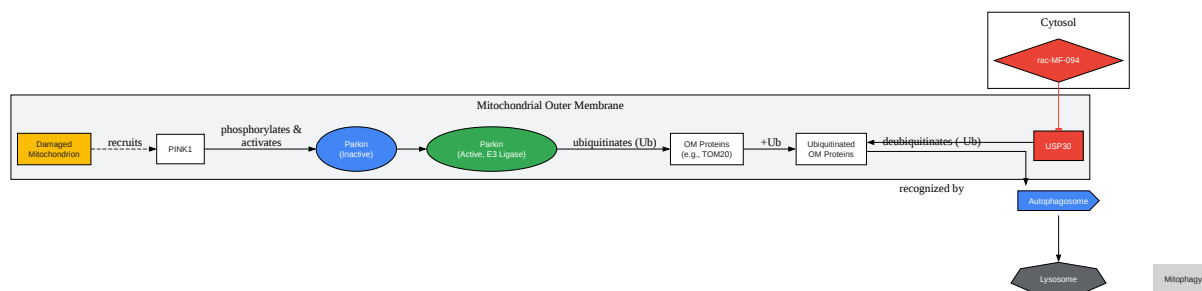 Cytosol
rac-MF-094
Mitochondrial Outer Membrane
Damaged
Mitochondrion
recruits
PINK1
phosphorylates &
activates
Parkin
(Inactive)
Parkin
(Active, E3 Ligase)
ubiquitinates (Ub)
OM Proteins
(e.g., TOM20)
+Ub
Ubiquitinated
OM Proteins
deubiquitinates (-Ub)
USP30
recognized by
Autophagosome
Lysosome
Mitophagy